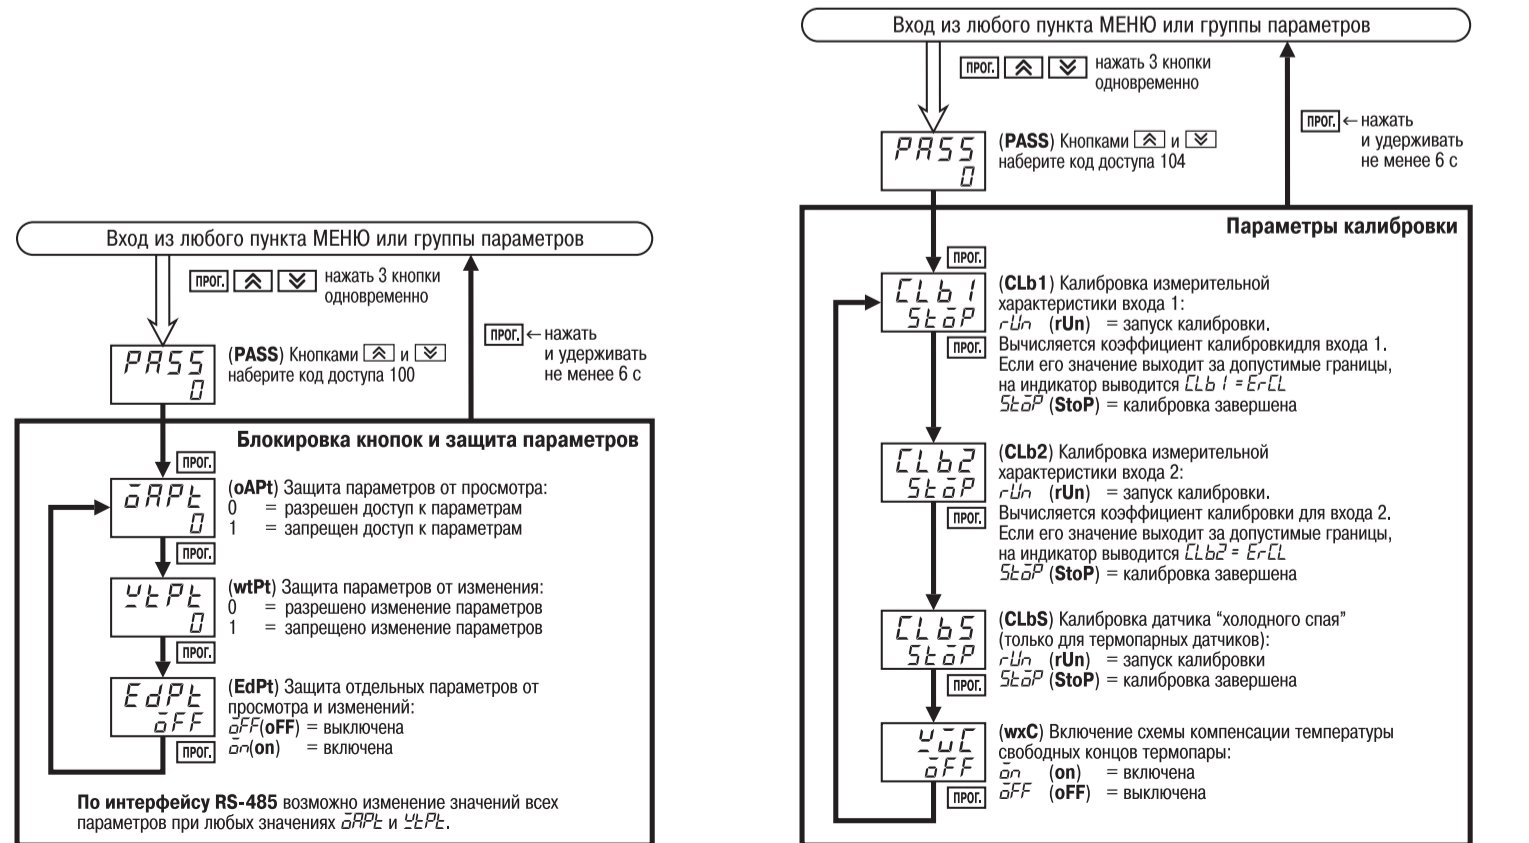 Вход из любого пункта МЕНЮ или группы параметров
ПРОГ. нажать 3 кнопки
одновременно
PASS
0
(PASS) Кнопками и
наберите код доступа 100
ПРОГ. ← нажать
и удерживать
не менее 6 с
Блокировка кнопок и защита параметров
ПРОГ.
oAPt
0
(oAPt) Защита параметров от просмотра:
0 = разрешен доступ к параметрам
1 = запрещен доступ к параметрам
ПРОГ.
wtPt
0
(wtPt) Защита параметров от изменения:
0 = разрешено изменение параметров
1 = запрещено изменение параметров
ПРОГ.
EdPt
oFF
(EdPt) Защита отдельных параметров от
просмотра и изменений:
oFF(oFF) = выключена
on(on) = включена
ПРОГ.
По интерфейсу RS-485 возможно изменение значений всех
параметров при любых значениях oAPt и wtPt.
Вход из любого пункта МЕНЮ или группы параметров
ПРОГ. нажать 3 кнопки
одновременно
PASS
0
(PASS) Кнопками и
наберите код доступа 104
ПРОГ. ← нажать
и удерживать
не менее 6 с
Параметры калибровки
ПРОГ.
CLb1
StoP
(CLb1) Калибровка измерительной
характеристики входа 1:
rUn (rUn) = запуск калибровки.
Вычисляется коэффициент калибровкидля входа 1.
Если его значение выходит за допустимые границы,
на индикатор выводится CLb1 = ErCL
StoP (StoP) = калибровка завершена
ПРОГ.
CLb2
StoP
(CLb2) Калибровка измерительной
характеристики входа 2:
rUn (rUn) = запуск калибровки.
Вычисляется коэффициент калибровки для входа 2.
Если его значение выходит за допустимые границы,
на индикатор выводится CLb2 = ErCL
StoP (StoP) = калибровка завершена
ПРОГ.
CLbS
StoP
(CLbS) Калибровка датчика “холодного спая”
(только для термопарных датчиков):
rUn (rUn) = запуск калибровки
StoP (StoP) = калибровка завершена
ПРОГ.
wxC
oFF
(wxC) Включение схемы компенсации температуры
свободных концов термопары:
on (on) = включена
oFF (oFF) = выключена
ПРОГ.